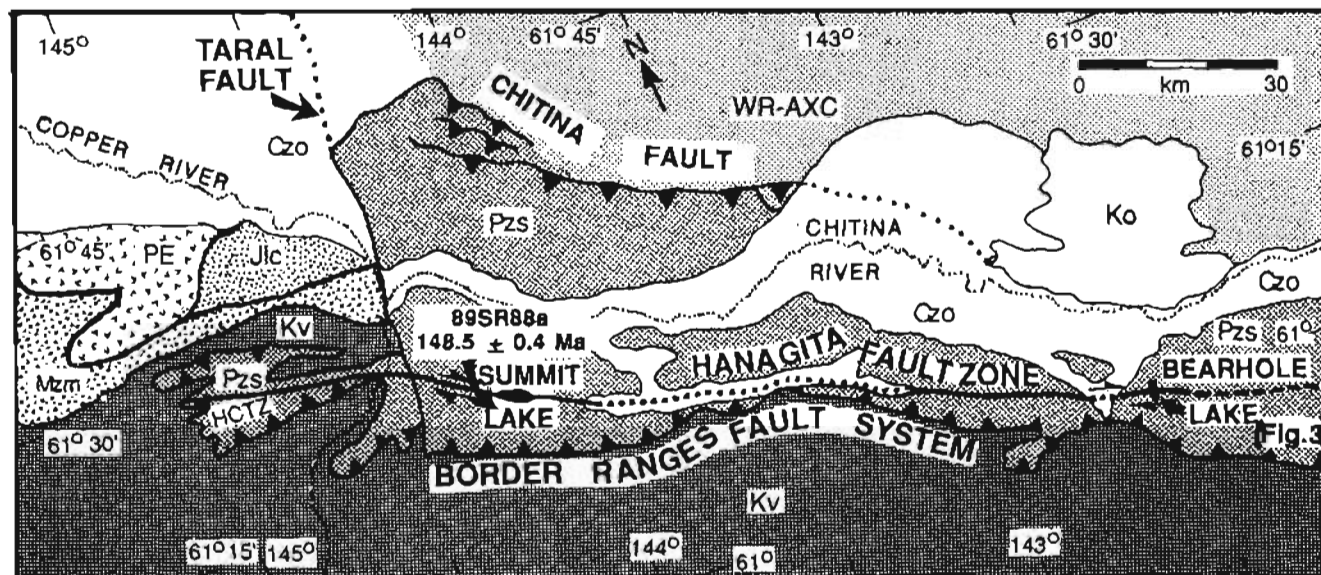 145° 144° 61° 45' 143° 61° 30'
TARAL
FAULT
N
0 km 30
CHITINA
FAULT
WR-AXC
COPPER RIVER
Czo
61° 15'
Pzs
Ko
CHITINA
RIVER
61° 45' PE Jlc
Czo
Czo
Kv
89SR88a
148.5 ± 0.4 Ma
Pzs 61°
HANAGITA FAULT ZONE
BEARHOLE
LAKE
Mzm
Pzs
SUMMIT
LAKE
HCTZ
61° 30'
(Fig.3
BORDER RANGES FAULT SYSTEM
Kv
61° 15' 145° 144° 61° 143°